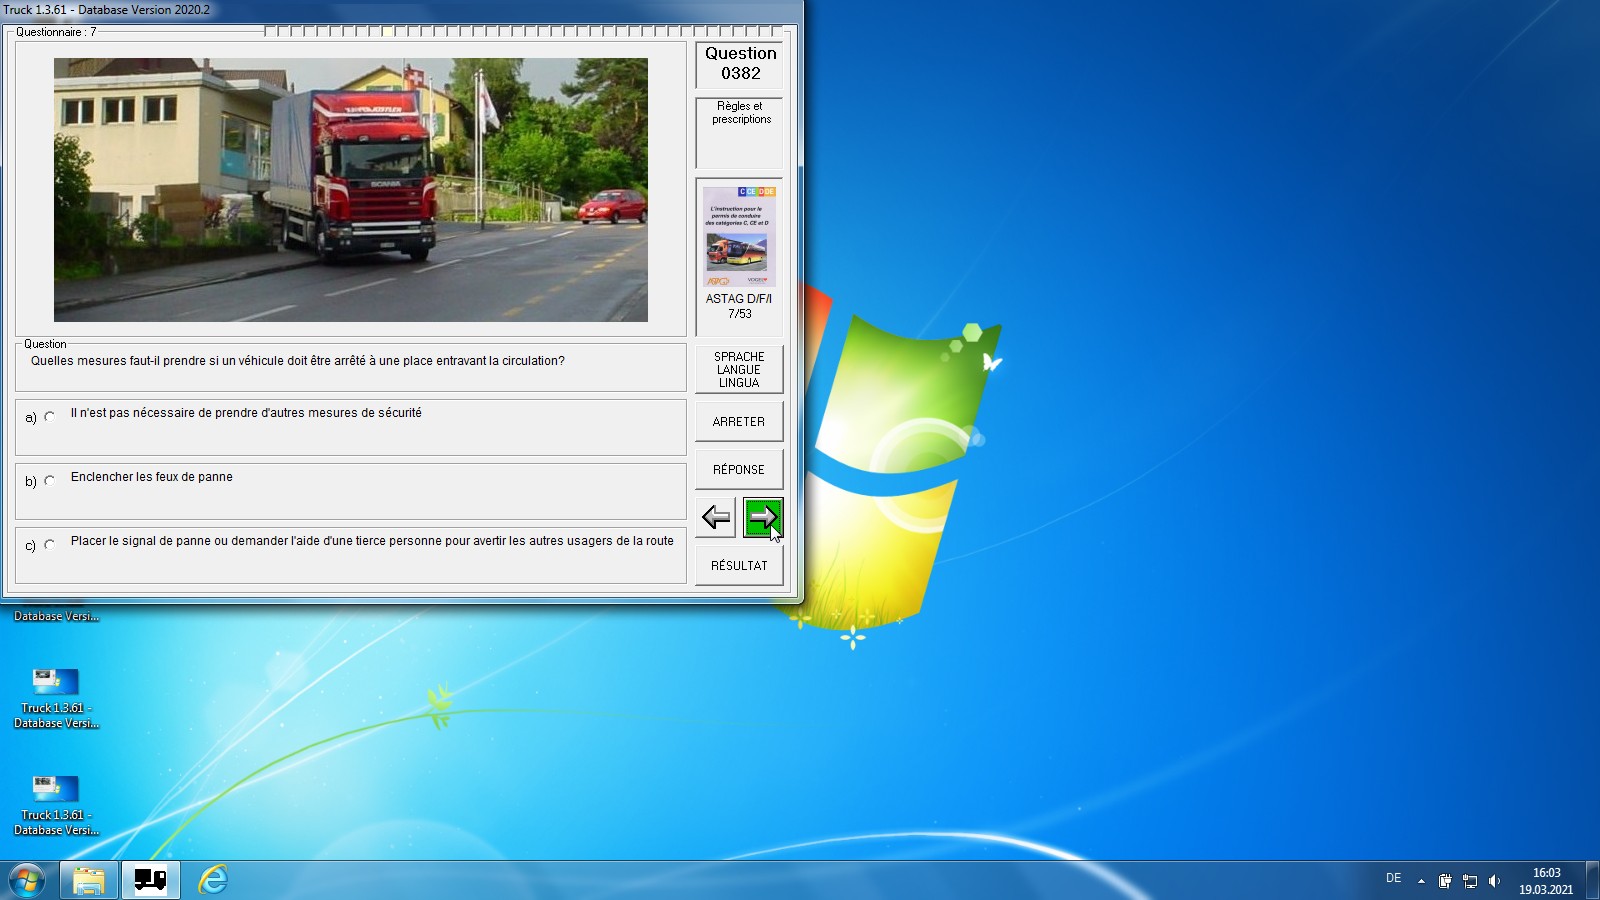 Truck 1.3.61 - Database Version 2020.2
Questionnaire : 7
Question
0382
Règles et
prescriptions
C CE D DE
L'instruction pour le
permis de conduire
des catégories C, CE et D
SCANIA
ASTAG D/F/I
7/53
Question
Quelles mesures faut-il prendre si un véhicule doit être arrêté à une place entravant la circulation?
a) Il n'est pas nécessaire de prendre d'autres mesures de sécurité
b) Enclencher les feux de panne
c) Placer le signal de panne ou demander l'aide d'une tierce personne pour avertir les autres usagers de la route
SPRACHE
LANGUE
LINGUA
ARRETER
RÉPONSE
RÉSULTAT
Database Versi...
Truck 1.3.61 -
Database Versi...
Truck 1.3.61 -
Database Versi...
DE
16:03
19.03.2021